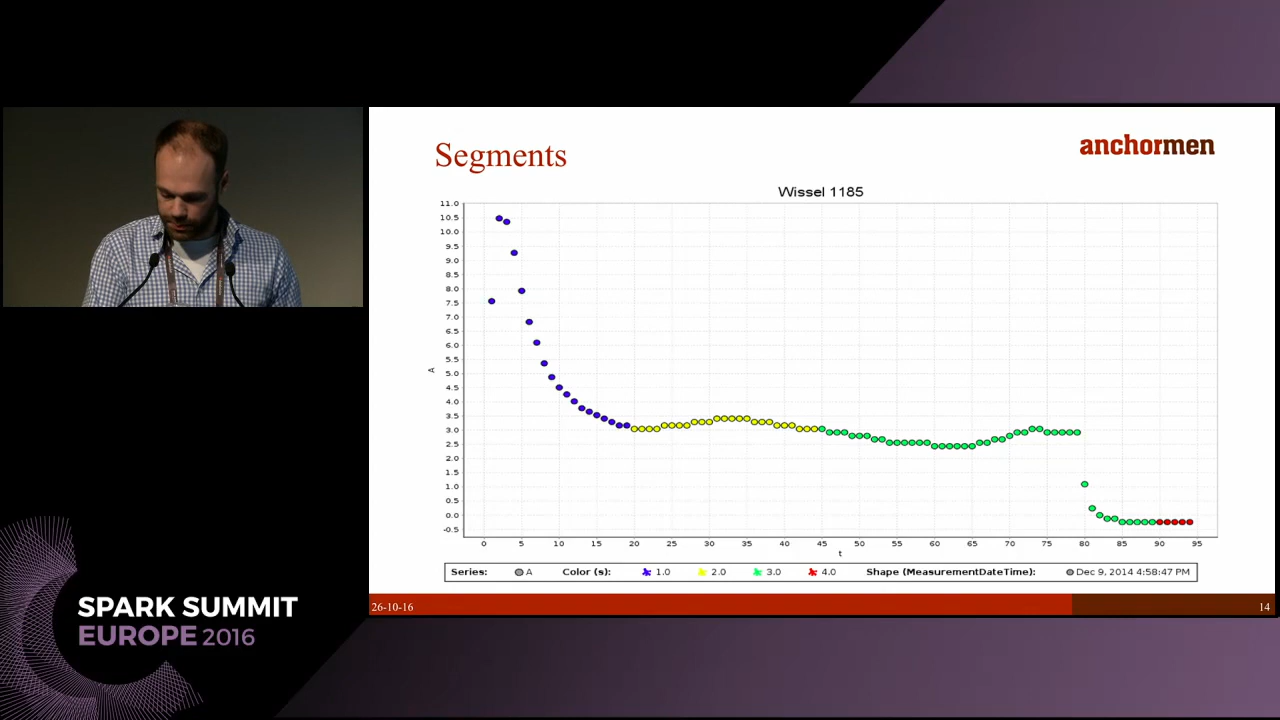 Segments
anchormen
Wissel 1185
11.0
10.5
10.0
9.5
9.0
8.5
8.0
7.5
7.0
6.5
6.0
5.5
5.0
4.5
4.0
3.5
3.0
2.5
2.0
1.5
1.0
0.5
0.0
-0.5
A
0 5 10 15 20 25 30 35 40 45 50 55 60 65 70 75 80 85 90 95
t
Series: A Color (s): 1.0 2.0 3.0 4.0 Shape (MeasurementDateTime): Dec 9, 2014 4:58:47 PM
26-10-16 14
SPARK SUMMIT
EUROPE 2016